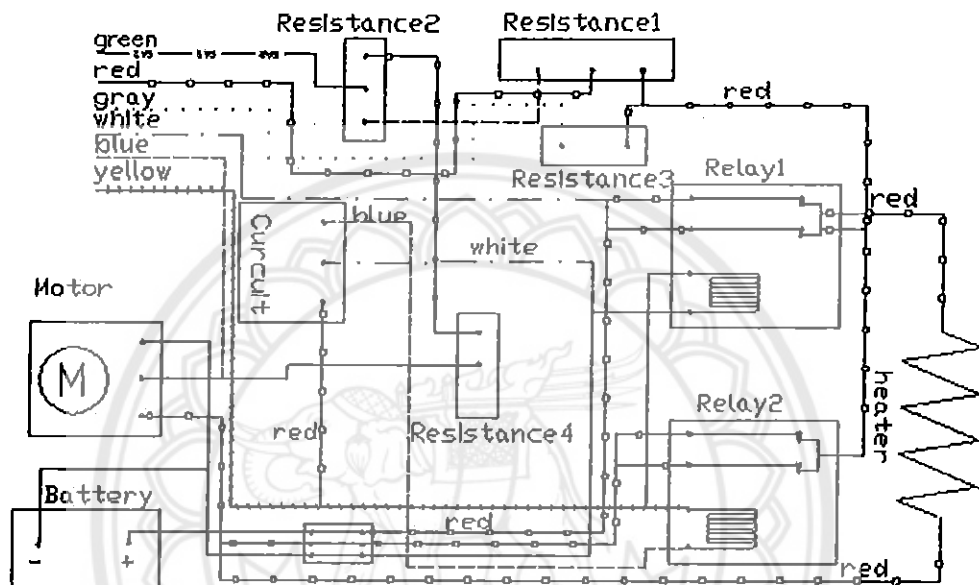 Resistance2
Resistance1
green
red
gray
white
blue
yellow
red
Resistance3
Relay1
red
Curcuit
blue
white
Motor
M
heater
Relay2
red
Resistance4
Battery
red
- +
red